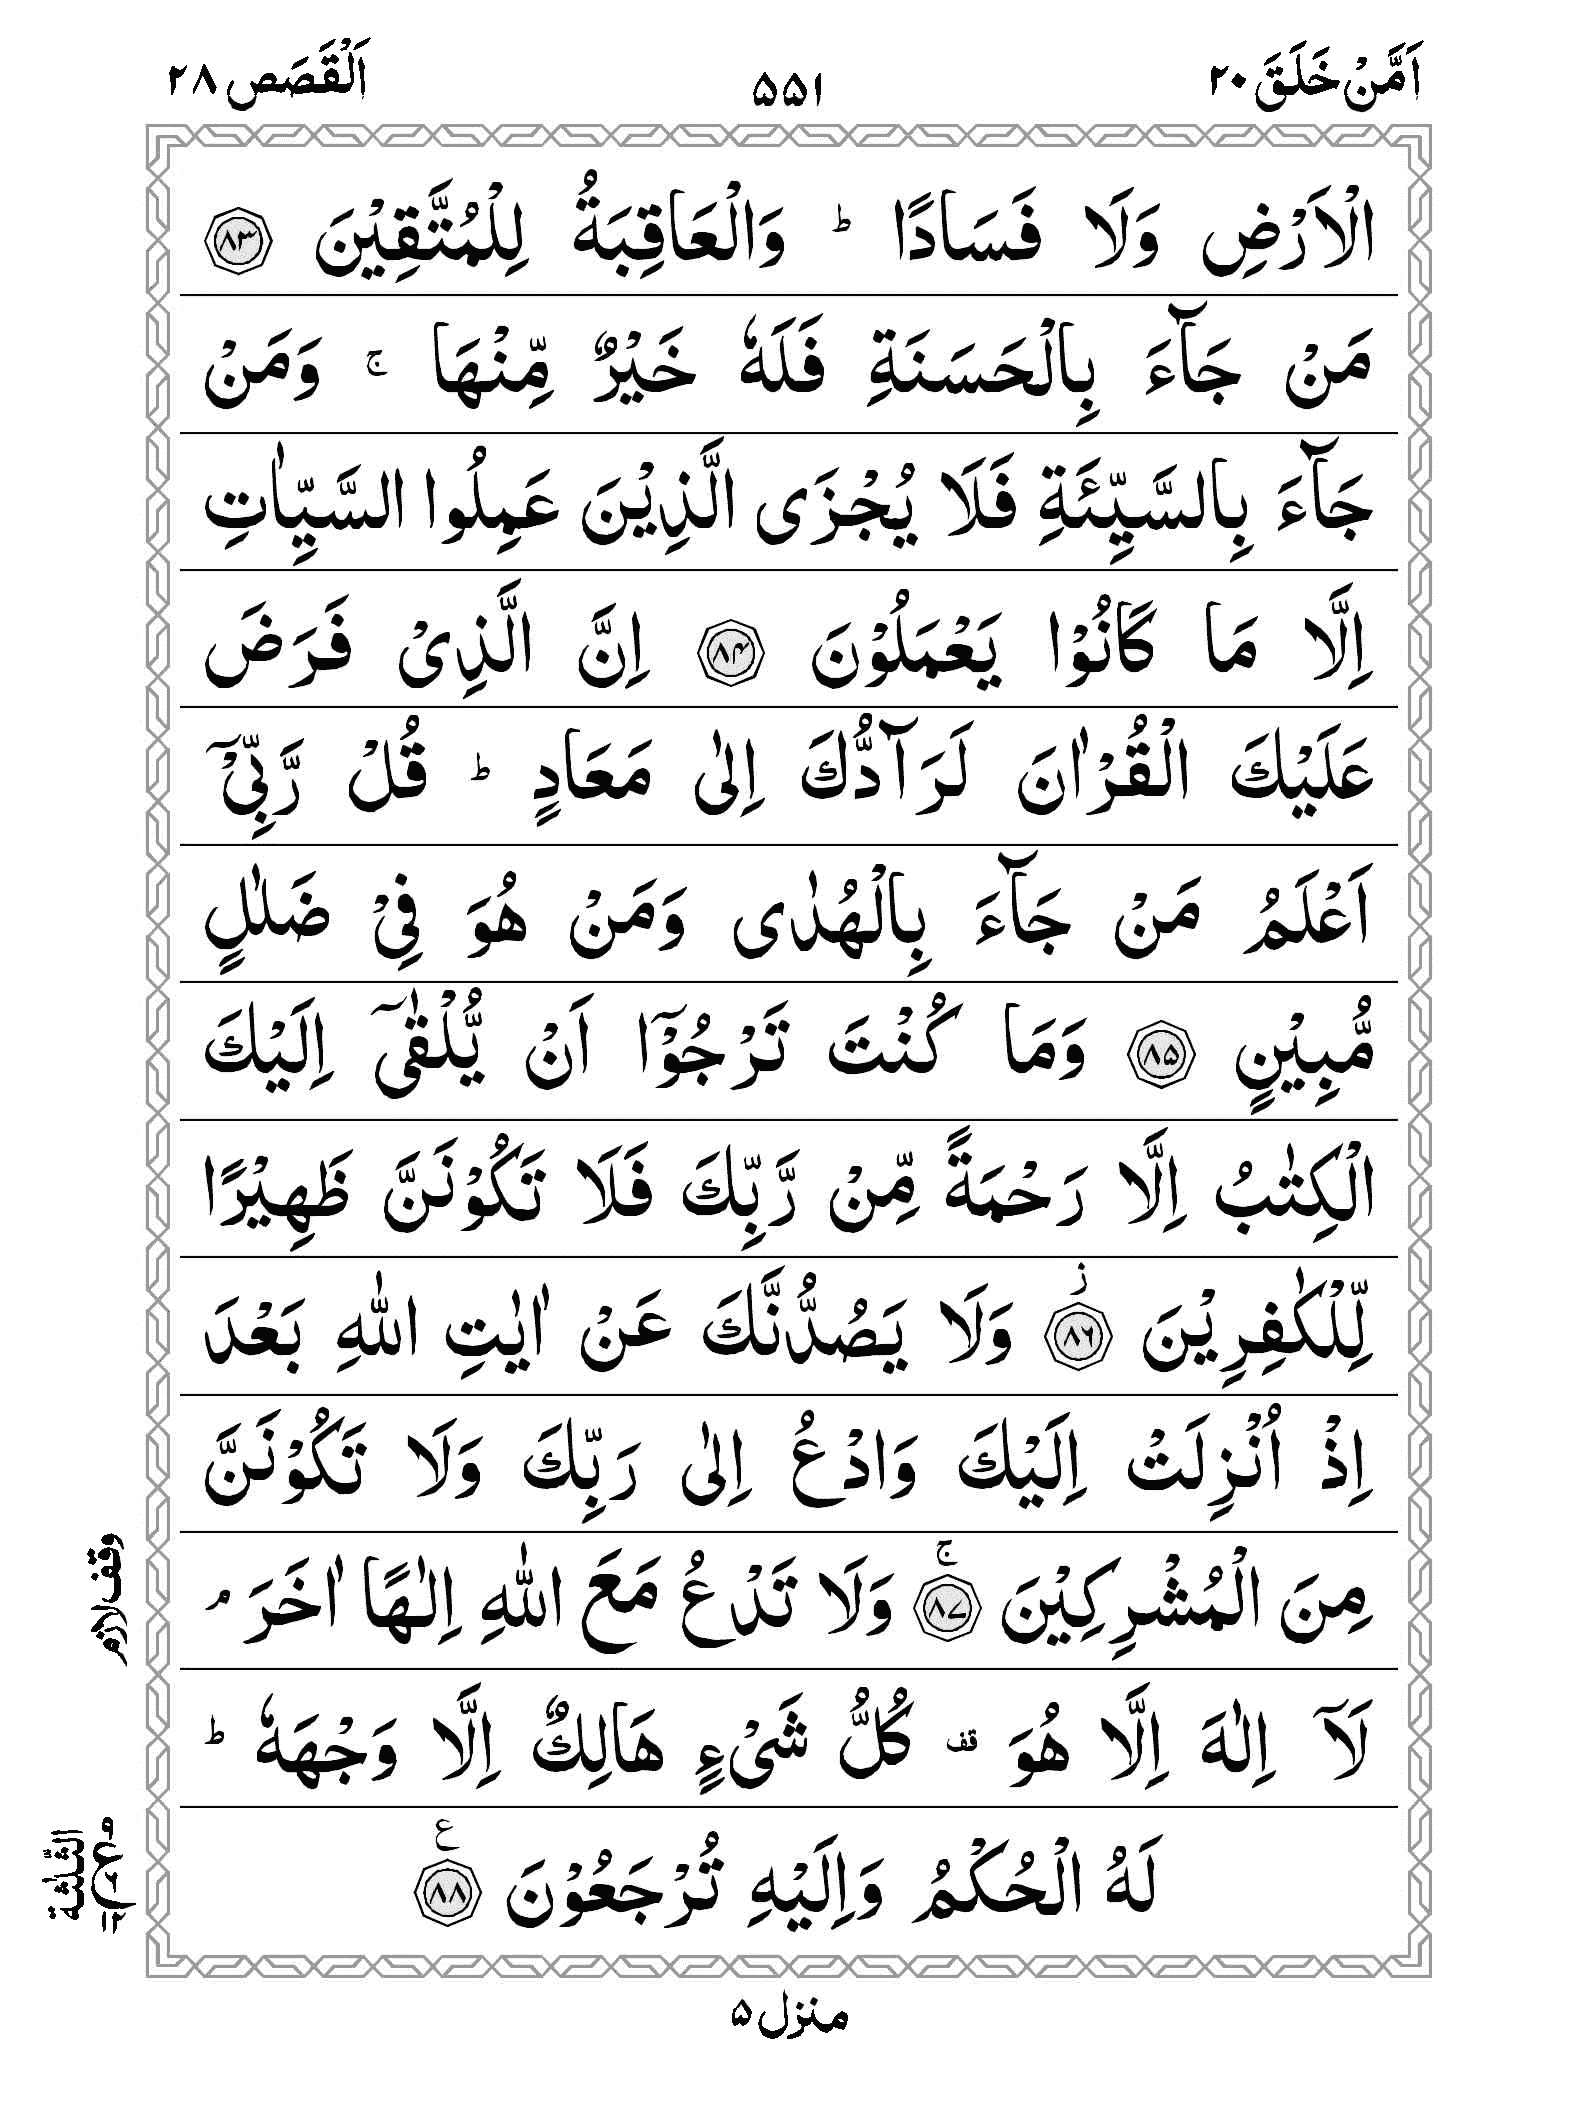 اَمَّنْ خَلَقَ ٢٠
٥٥١
اَلْقَصَص ٢٨
الْاَرْضِ وَلَا فَسَادًا ؕ وَالْعَاقِبَةُ لِلْمُتَّقِيْنَ ﴿٨٣﴾
مَنْ جَآءَ بِالْحَسَنَةِ فَلَهٗ خَيْرٌ مِّنْهَا ۚ وَمَنْ
جَآءَ بِالسَّيِّئَةِ فَلَا يُجْزَى الَّذِيْنَ عَمِلُوا السَّيِّاٰتِ
اِلَّا مَا كَانُوْا يَعْمَلُوْنَ ﴿٨٤﴾ اِنَّ الَّذِىْ فَرَضَ
عَلَيْكَ الْقُرْاٰنَ لَرَآدُّكَ اِلٰى مَعَادٍ ؕ قُلْ رَّبِّىْٓ
اَعْلَمُ مَنْ جَآءَ بِالْهُدٰى وَمَنْ هُوَ فِىْ ضَلٰلٍ
مُّبِيْنٍ ﴿٨٥﴾ وَمَا كُنْتَ تَرْجُوْٓا اَنْ يُّلْقٰٓى اِلَيْكَ
الْكِتٰبُ اِلَّا رَحْمَةً مِّنْ رَّبِّكَ فَلَا تَكُوْنَنَّ ظَهِيْرًا
لِّلْكٰفِرِيْنَ ﴿٨٦﴾ ز وَلَا يَصُدُّنَّكَ عَنْ اٰيٰتِ اللّٰهِ بَعْدَ
اِذْ اُنْزِلَتْ اِلَيْكَ وَادْعُ اِلٰى رَبِّكَ وَلَا تَكُوْنَنَّ
مِنَ الْمُشْرِكِيْنَ ﴿٨٧﴾ ۚ وَلَا تَدْعُ مَعَ اللّٰهِ اِلٰهًا اٰخَرَ ۘ
وقف لازم
لَآ اِلٰهَ اِلَّا هُوَ قف كُلُّ شَىْءٍ هَالِكٌ اِلَّا وَجْهَهٗ ؕ
لَهُ الْحُكْمُ وَاِلَيْهِ تُرْجَعُوْنَ ﴿٨٨﴾ ع
الثلثة
منزل ٥